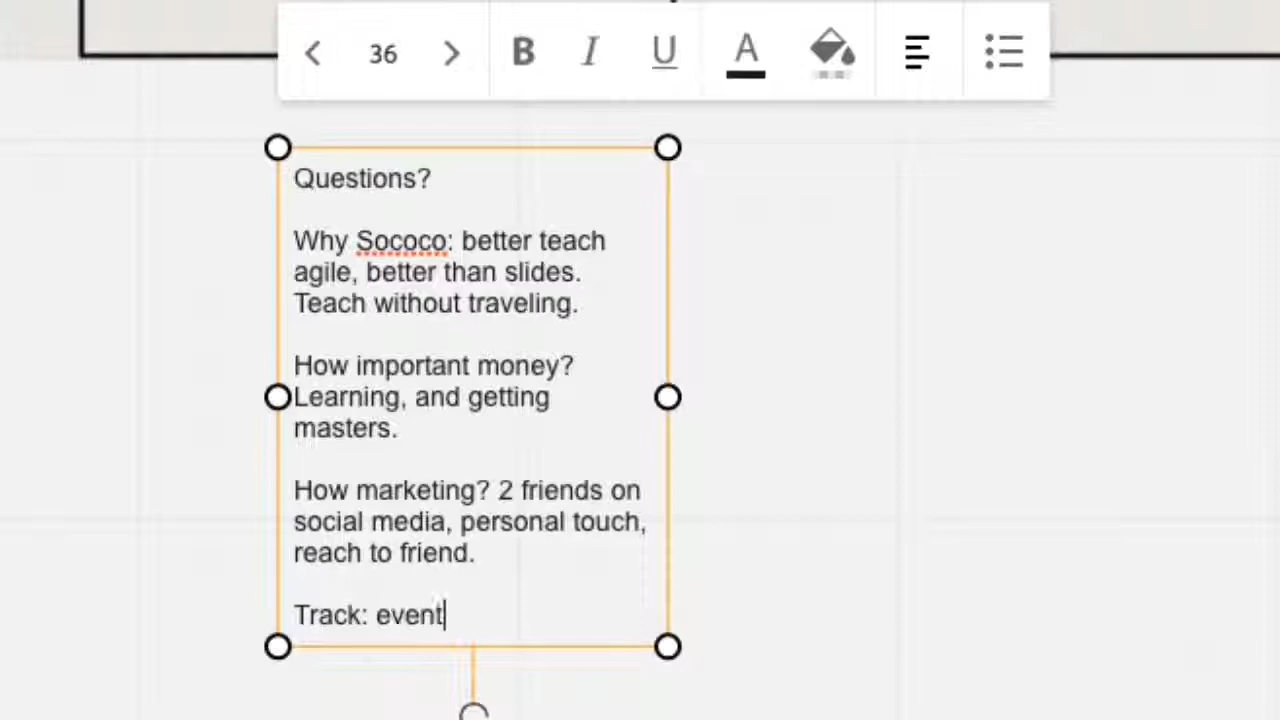 36
B I U A
Questions?
Why Sococo: better teach
agile, better than slides.
Teach without traveling.
How important money?
Learning, and getting
masters.
How marketing? 2 friends on
social media, personal touch,
reach to friend.
Track: event